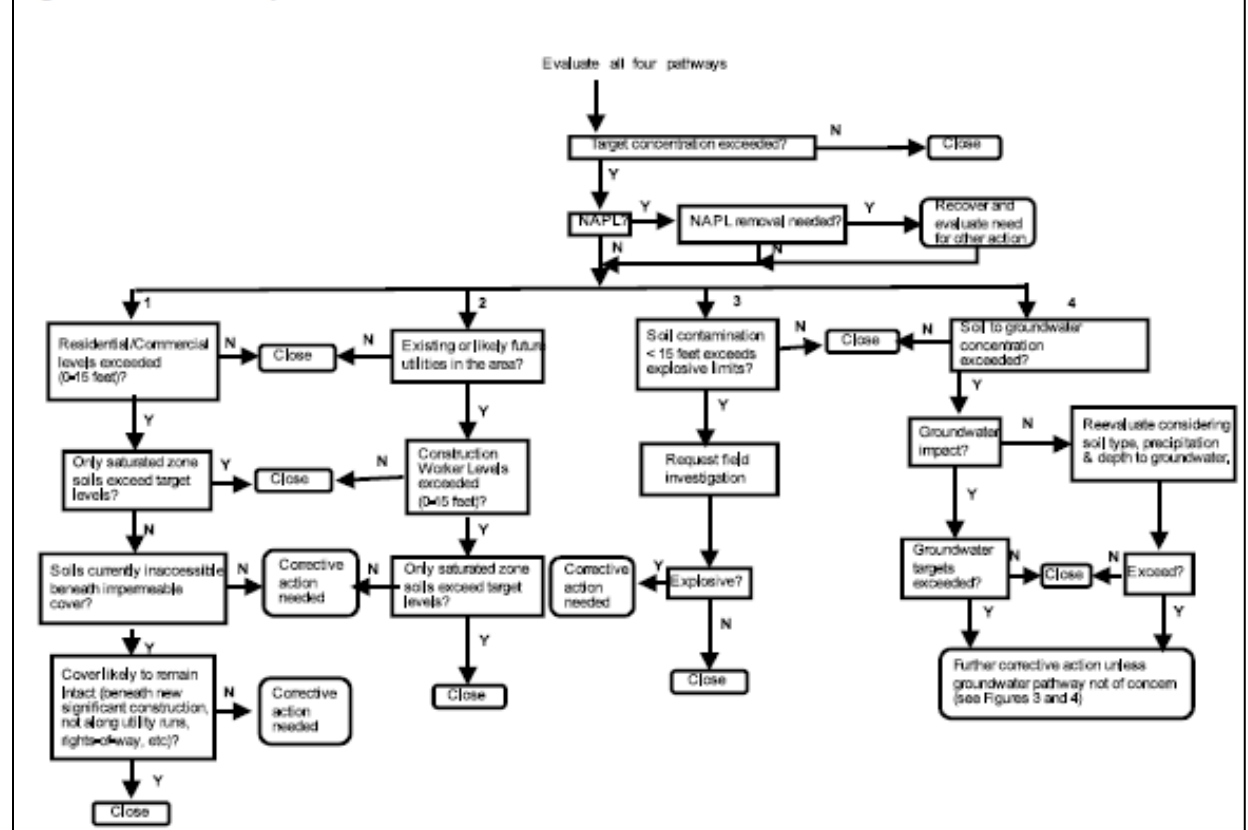 Evaluate all four pathways
Target concentration exceeded?
N
Close
Y
NAPL?
Y
NAPL removal needed?
Y
Recover and
evaluate need
for other action
N
N
1
2
3
4
Residential/Commercial
levels exceeded
(0-15 feet)?
N
Close
N
Existing or likely future
utilities in the area?
Soil contamination
< 15 feet exceeds
explosive limits?
N
Close
N
Soil to groundwater
concentration
exceeded?
Y
Y
Y
Y
Only saturated zone
soils exceed target
levels?
Y
Close
N
Construction
Worker Levels
exceeded
(0-15 feet)?
Request field
investigation
Groundwater
impact?
N
Reevaluate considering
soil type, precipitation
& depth to groundwater,
N
Y
Y
Soils currently inaccessible
beneath impermeable
cover?
N
Corrective
action
needed
N
Only saturated zone
soils exceed target
levels?
Corrective
action
needed
Y
Explosive?
Groundwater
targets
exceeded?
N
Close
N
Exceed?
Y
Y
N
Y
Y
Cover likely to remain
Intact (beneath new
significant construction,
not along utility runs,
rights-of-way, etc)?
N
Corrective
action
needed
Close
Close
Further corrective action unless
groundwater pathway not of concern
(see Figures 3 and 4)
Y
Close